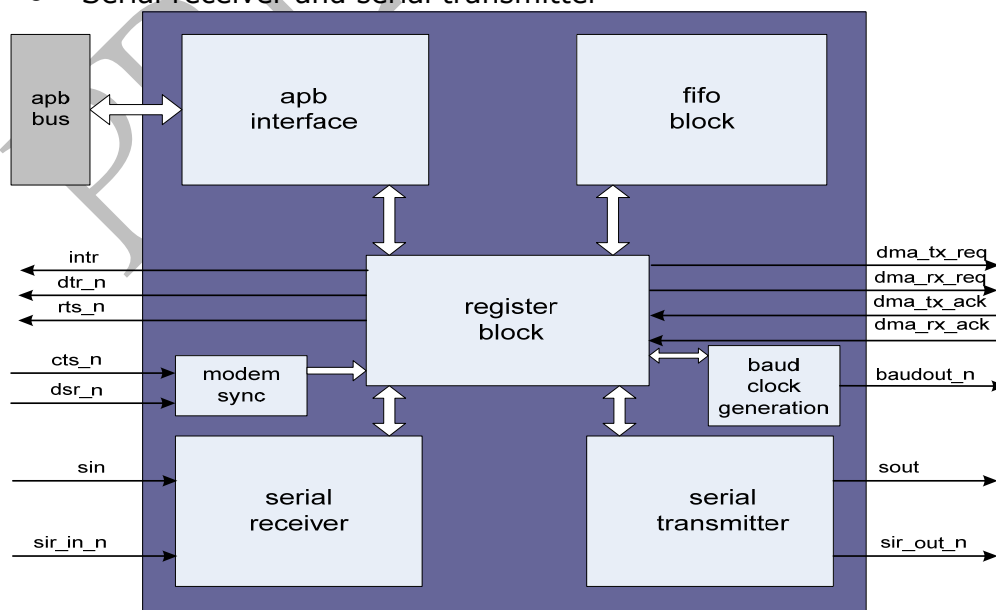 Serial receiver and serial transmitter
apb
bus
apb
interface
fifo
block
intr
dtr_n
rts_n
register
block
dma_tx_req
dma_rx_req
dma_tx_ack
dma_rx_ack
cts_n
dsr_n
modem
sync
baud
clock
generation
baudout_n
sin
sir_in_n
serial
receiver
serial
transmitter
sout
sir_out_n